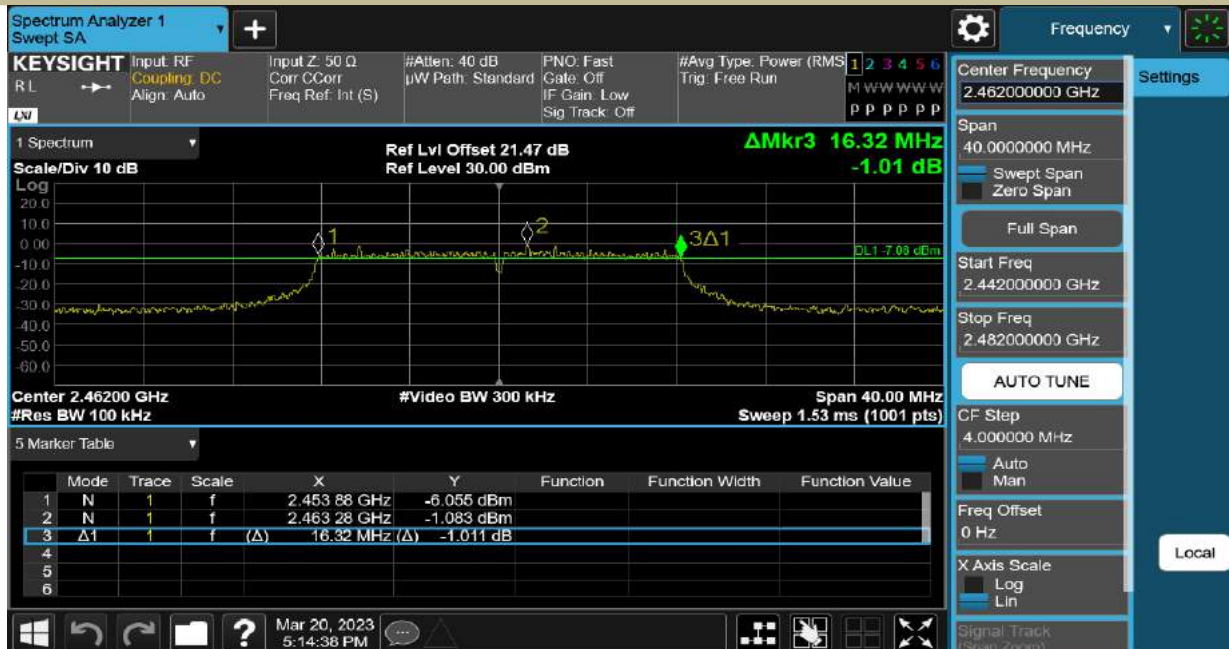 Spectrum Analyzer 1
Swept SA
Frequency
KEYSIGHT
R L
LXI
Input: RF
Coupling: DC
Align: Auto
Input Z: 50 Ω
Corr CCorr
Freq Ref: Int (S)
#Atten: 40 dB
µW Path: Standard
PNO: Fast
Gate: Off
IF Gain: Low
Sig Track: Off
#Avg Type: Power (RMS
Trig: Free Run
1 2 3 4 5 6
M W W W W W
P P P P P P
1 Spectrum
Scale/Div 10 dB
Log
Ref Lvl Offset 21.47 dB
Ref Level 30.00 dBm
ΔMkr3 16.32 MHz
-1.01 dB
20.0
10.0
0.00
-10.0
-20.0
-30.0
-40.0
-50.0
-60.0
1
2
3Δ1
DL1 -7.08 dBm
Center 2.46200 GHz
#Video BW 300 kHz
Span 40.00 MHz
#Res BW 100 kHz
Sweep 1.53 ms (1001 pts)
5 Marker Table
Mode Trace Scale X Y Function Function Width Function Value
1 N 1 f 2.453 88 GHz -6.055 dBm
2 N 1 f 2.463 28 GHz -1.083 dBm
3 Δ1 1 f (Δ) 16.32 MHz (Δ) -1.011 dB
4
5
6
Mar 20, 2023
5:14:38 PM
Center Frequency
2.462000000 GHz
Span
40.0000000 MHz
Swept Span
Zero Span
Full Span
Start Freq
2.442000000 GHz
Stop Freq
2.482000000 GHz
AUTO TUNE
CF Step
4.000000 MHz
Auto
Man
Freq Offset
0 Hz
X Axis Scale
Log
Lin
Signal Track
(Span Zoom)
Settings
Local